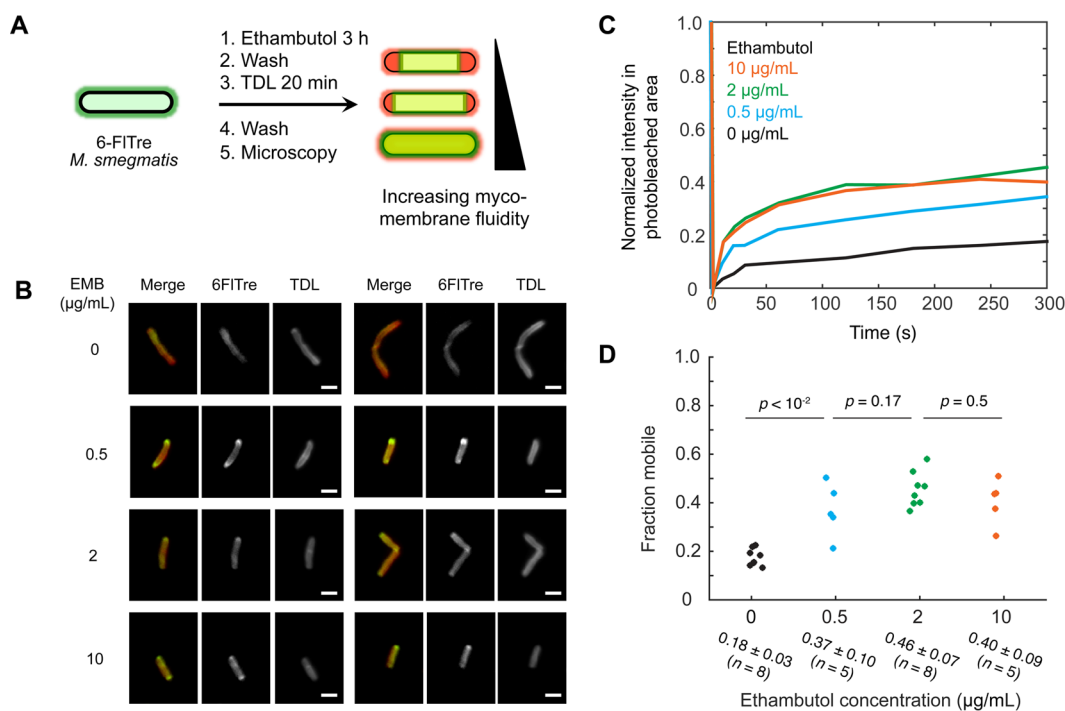 A
1. Ethambutol 3 h
2. Wash
3. TDL 20 min
4. Wash
5. Microscopy
6-FITre
M. smegmatis
Increasing myco-
membrane fluidity
B
EMB
(µg/mL)
Merge 6FITre TDL Merge 6FITre TDL
0
0.5
2
10
C
Normalized intensity in
photobleached area
1.0
0.8
0.6
0.4
0.2
0
Ethambutol
10 µg/mL
2 µg/mL
0.5 µg/mL
0 µg/mL
0 50 100 150 200 250 300
Time (s)
D
Fraction mobile
1.0
0.8
0.6
0.4
0.2
0
p < 10⁻² p = 0.17 p = 0.5
0 0.5 2 10
0.18 ± 0.03
(n = 8)
0.37 ± 0.10
(n = 5)
0.46 ± 0.07
(n = 8)
0.40 ± 0.09
(n = 5)
Ethambutol concentration (µg/mL)